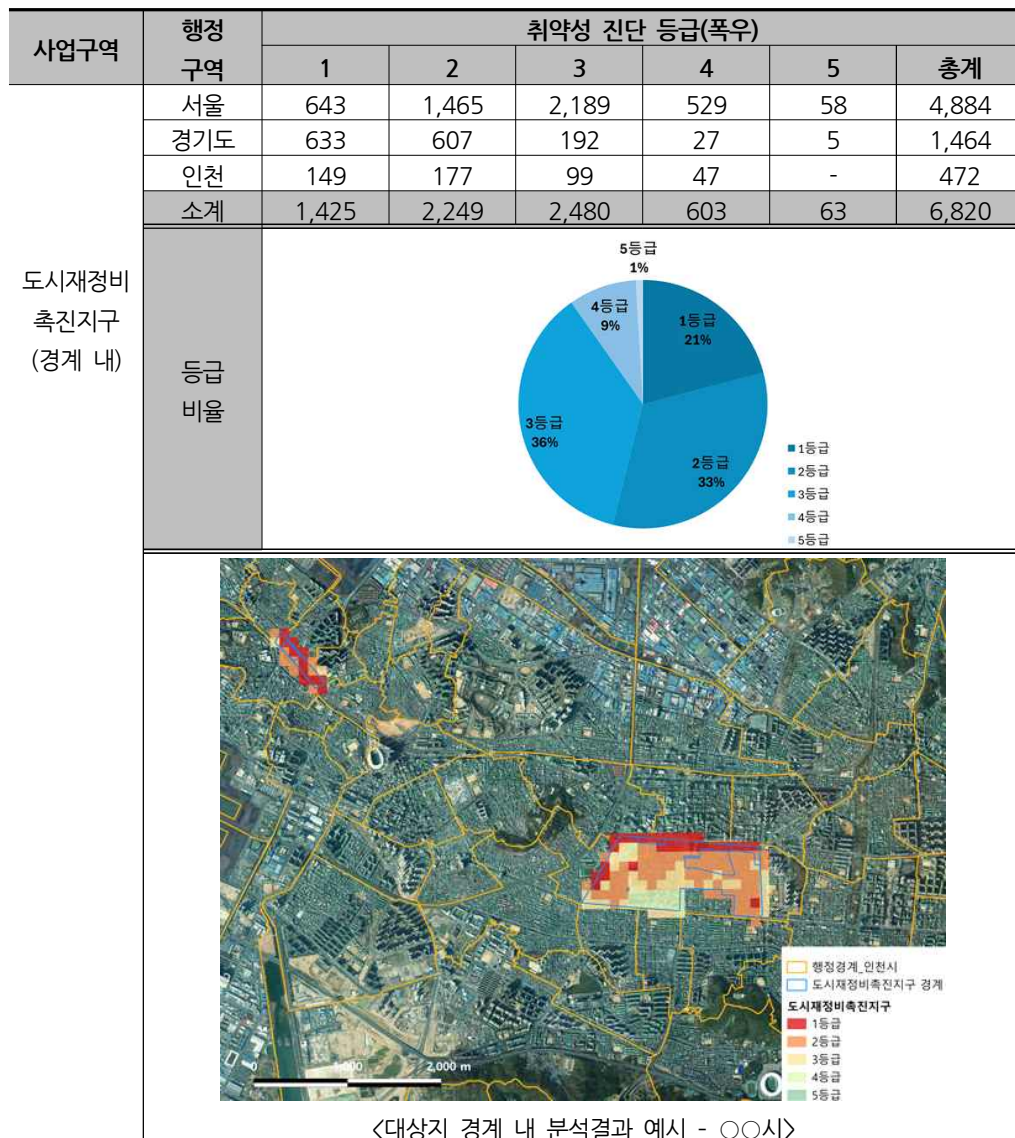 사업구역 행정 구역 취약성 진단 등급(폭우)
1 2 3 4 5 총계
서울 643 1,465 2,189 529 58 4,884
경기도 633 607 192 27 5 1,464
인천 149 177 99 47 - 472
소계 1,425 2,249 2,480 603 63 6,820
도시재정비
촉진지구
(경계 내)
등급
비율
5등급
1%
4등급
9%
1등급
21%
3등급
36%
2등급
33%
1등급
2등급
3등급
4등급
5등급
행정경계_인천시
도시재정비촉진지구 경계
도시재정비촉진지구
1등급
2등급
3등급
4등급
5등급
0 1,000 2,000 m
<대상지 경계 내 분석결과 예시 - ○○시>